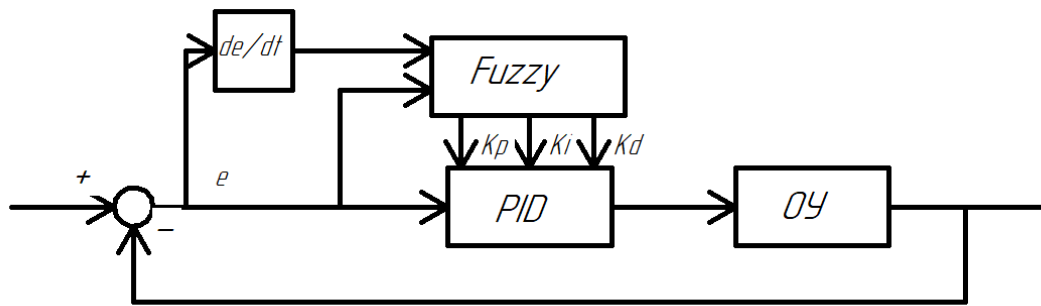 de/dt
Fuzzy
Kp Ki Kd
+ e
PID ОУ
−